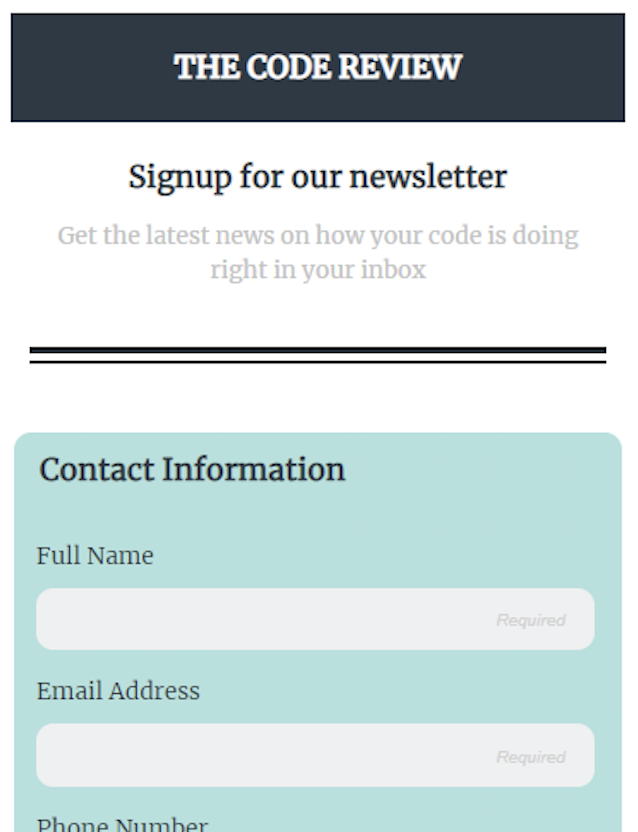 THE CODE REVIEW
Signup for our newsletter
Get the latest news on how your code is doing
right in your inbox
Contact Information
Full Name
Required
Email Address
Required
Phone Number